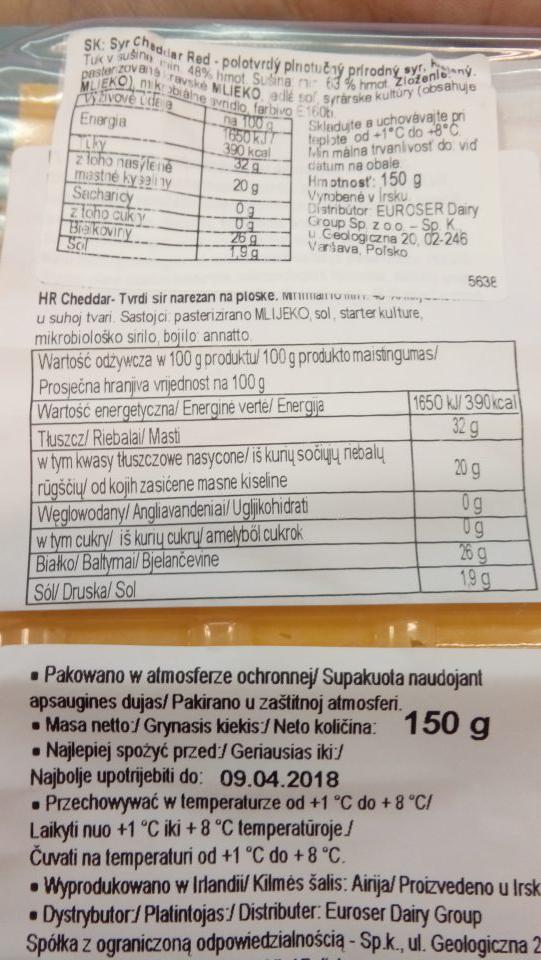 SK: Syr Cheddar Red - polotvrdý plnotučný prírodný syr,
Tuk v sušine min. 48% hmot. Sušina 63 % hmot. Zloženie:
MLIEKO jedlá soľ, syrárske kultúry (obsahuje
MLIEKO), mikrobiálne syridlo, farbivo E160b.
Výživové údaje
na 100 g
Energia
1650 kJ /
390 kcal
Tuky
32 g
z toho nasýtené
mastné kyseliny
20 g
Sacharidy
0 g
z toho cukry
0 g
Bielkoviny
26 g
Soľ
1,9 g
Skladujte a uchovávajte pri
teplote od +1°C do +8°C.
Minimálna trvanlivosť do: viď
dátum na obale.
Hmotnosť: 150 g
Vyrobené v Írsku.
Distribútor: EUROSER Dairy
Group Sp. z o.o. – Sp. K.,
u. Geologiczna 20, 02-246
Varšava, Poľsko
5638
HR Cheddar- Tvrdi sir narezan na ploške.
u suhoj tvari. Sastojci: pasterizirano MLIJEKO, sol, starter kulture,
mikrobiološko sirilo, bojilo: annatto.
Wartość odżywcza w 100 g produktu/ 100 g produkto maistingumas/
Prosječna hranjiva vrijednost na 100 g
Wartość energetyczna/ Energinė vertė/ Energija 1650 kJ/ 390kcal
Tłuszcz/ Riebalai/ Masti 32 g
w tym kwasy tłuszczowe nasycone/ iš kurių sočiųjų riebalų
rūgščių/ od kojih zasićene masne kiseline 20 g
Węglowodany/ Angliavandeniai/ Ugljikohidrati 0 g
w tym cukry/ iš kurių cukrų/ amelyből cukrok 0 g
Białko/ Baltymai/ Bjelančevine 26 g
Sól/ Druska/ Sol 1,9 g
▪ Pakowano w atmosferze ochronnej/ Supakuota naudojant
apsaugines dujas/ Pakirano u zaštitnoj atmosferi.
▪ Masa netto:/ Grynasis kiekis:/ Neto količina: 150 g
▪ Najlepiej spożyć przed:/ Geriausias iki:/
Najbolje upotrijebiti do: 09.04.2018
▪ Przechowywać w temperaturze od +1 °C do + 8 °C/
Laikyti nuo +1 °C iki + 8 °C temperatūroje./
Čuvati na temperaturi od +1 °C do + 8 °C.
▪ Wyprodukowano w Irlandii/ Kilmės šalis: Airija/ Proizvedeno u Irsk
▪ Dystrybutor:/ Platintojas:/ Distributer: Euroser Dairy Group
Spółka z ograniczoną odpowiedzialnością - Sp.k., ul. Geologiczna 2